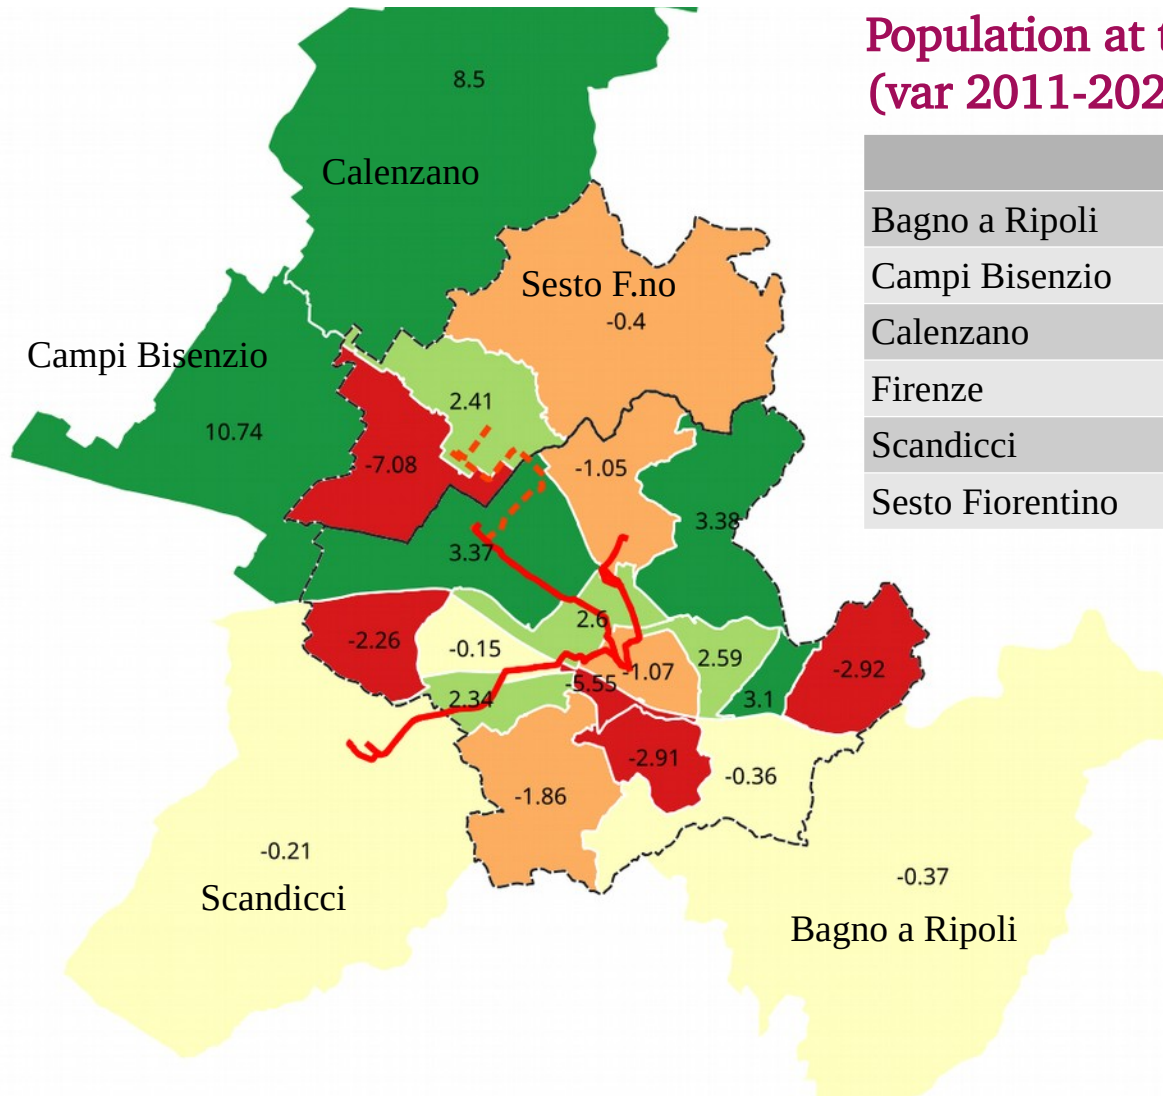 Population at t
(var 2011-202
Bagno a Ripoli
Campi Bisenzio
Calenzano
Firenze
Scandicci
Sesto Fiorentino
8.5
Calenzano
Sesto F.no
-0.4
Campi Bisenzio
10.74
2.41
-7.08
-1.05
3.38
3.37
2.6
-2.26
-0.15
2.59
-1.07
-2.92
-5.55
2.34
3.1
-2.91
-0.36
-1.86
-0.21
Scandicci
-0.37
Bagno a Ripoli